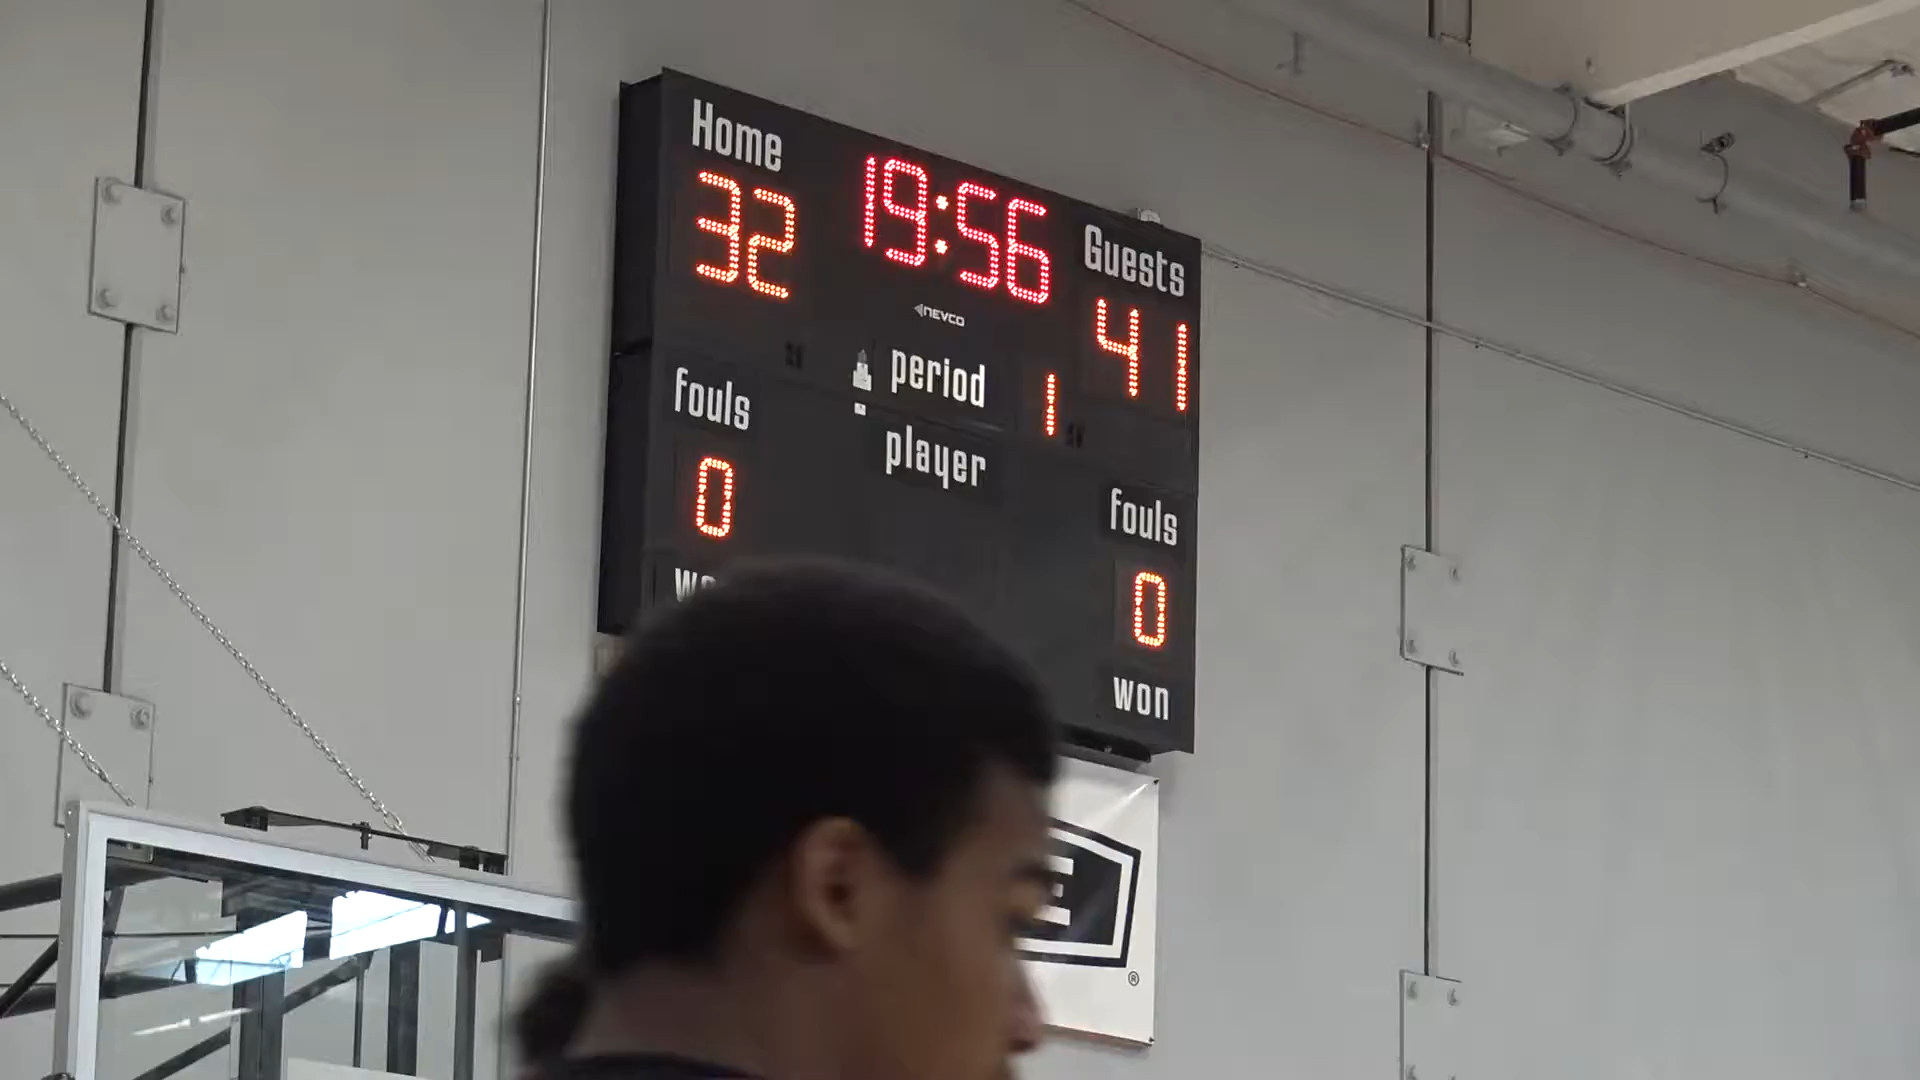 Home
32
19:56
Guests
41
NEVCO
period
1
player
fouls
0
fouls
0
won
E
®